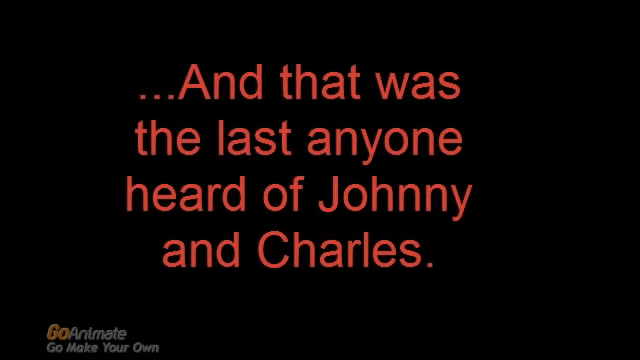 ...And that was
the last anyone
heard of Johnny
and Charles.
GoAnimate
Go Make Your Own